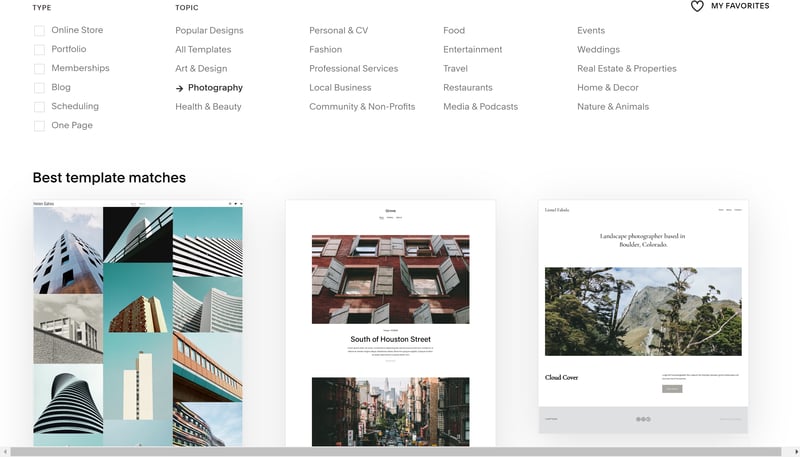 TYPE
TOPIC
MY FAVORITES
Online Store
Portfolio
Memberships
Blog
Scheduling
One Page
Popular Designs
All Templates
Art & Design
Photography
Health & Beauty
Personal & CV
Fashion
Professional Services
Local Business
Community & Non-Profits
Food
Entertainment
Travel
Restaurants
Media & Podcasts
Events
Weddings
Real Estate & Properties
Home & Decor
Nature & Animals
Best template matches
South of Houston Street
Landscape photographer based in
Boulder, Colorado.
Cloud Cover